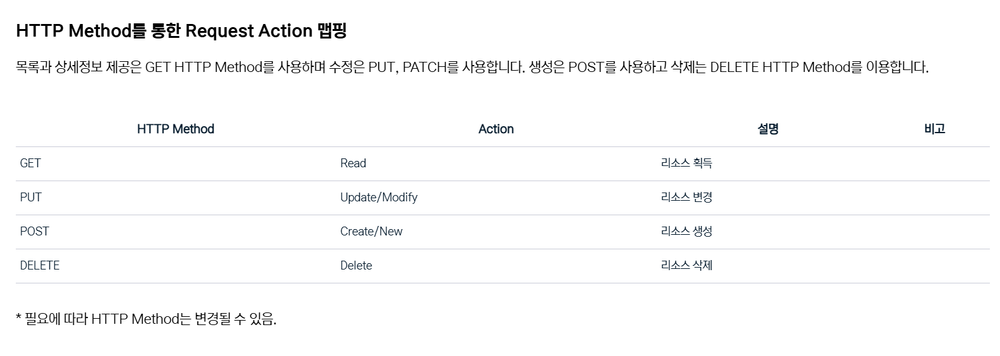 HTTP Method를 통한 Request Action 맵핑
목록과 상세정보 제공은 GET HTTP Method를 사용하며 수정은 PUT, PATCH를 사용합니다. 생성은 POST를 사용하고 삭제는 DELETE HTTP Method를 이용합니다.
HTTP Method Action 설명 비고
GET Read 리소스 획득
PUT Update/Modify 리소스 변경
POST Create/New 리소스 생성
DELETE Delete 리소스 삭제
* 필요에 따라 HTTP Method는 변경될 수 있음.